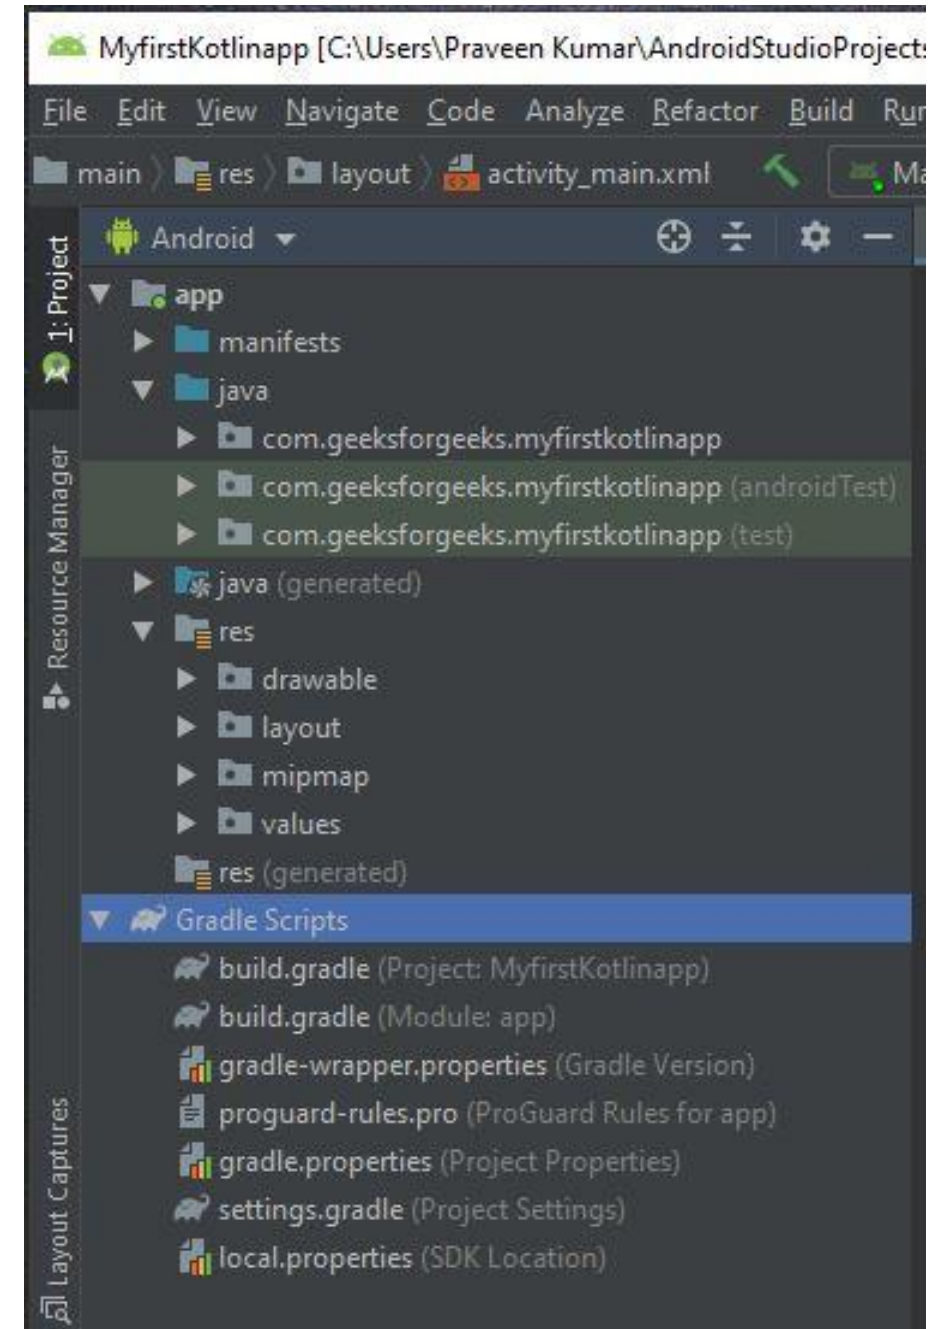 MyfirstKotlinapp [C:\Users\Praveen Kumar\AndroidStudioProjects
File Edit View Navigate Code Analyze Refactor Build Run
main res layout activity_main.xml Ma
Android
app
manifests
java
com.geeksforgeeks.myfirstkotlinapp
com.geeksforgeeks.myfirstkotlinapp (androidTest)
com.geeksforgeeks.myfirstkotlinapp (test)
java (generated)
res
drawable
layout
mipmap
values
res (generated)
Gradle Scripts
build.gradle (Project: MyfirstKotlinapp)
build.gradle (Module: app)
gradle-wrapper.properties (Gradle Version)
proguard-rules.pro (ProGuard Rules for app)
gradle.properties (Project Properties)
settings.gradle (Project Settings)
local.properties (SDK Location)
1: Project
Resource Manager
Layout Captures